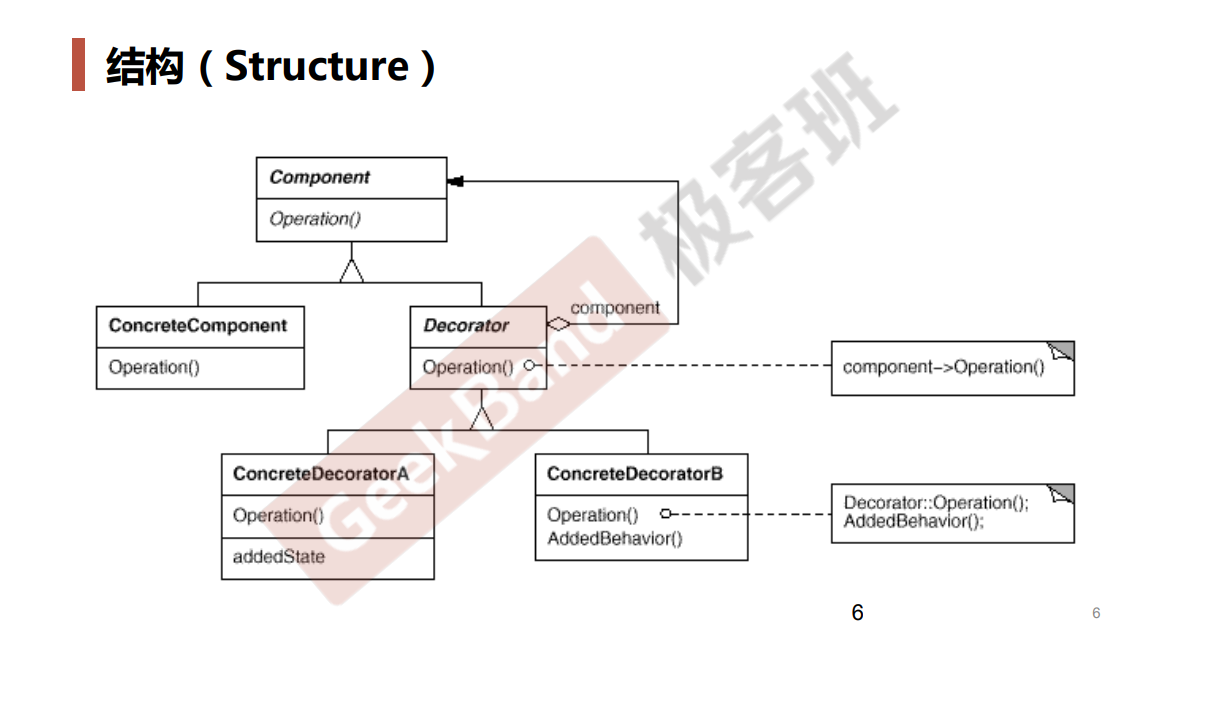 结构（Structure）
Component
Operation()
ConcreteComponent
Operation()
Decorator
Operation()
component
component->Operation()
ConcreteDecoratorA
Operation()
addedState
ConcreteDecoratorB
Operation()
AddedBehavior()
Decorator::Operation();
AddedBehavior();
GeekBand
极客班
6
6